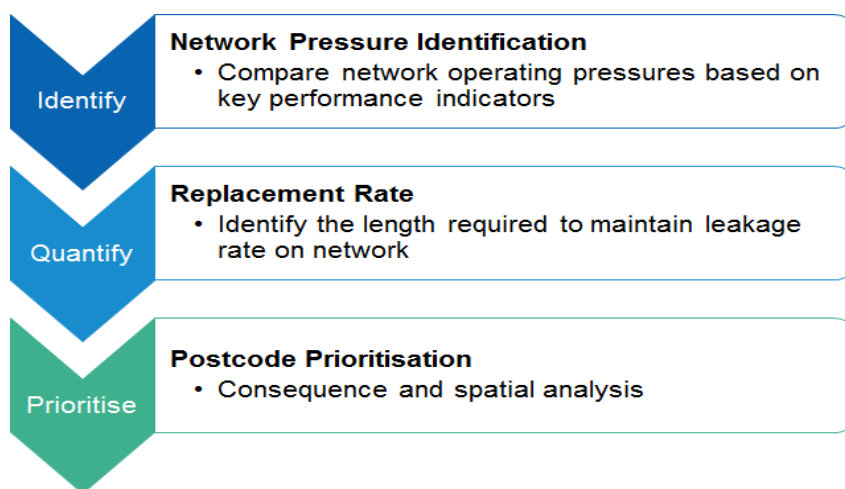 Identify
Network Pressure Identification
• Compare network operating pressures based on
key performance indicators
Quantify
Replacement Rate
• Identify the length required to maintain leakage
rate on network
Prioritise
Postcode Prioritisation
• Consequence and spatial analysis